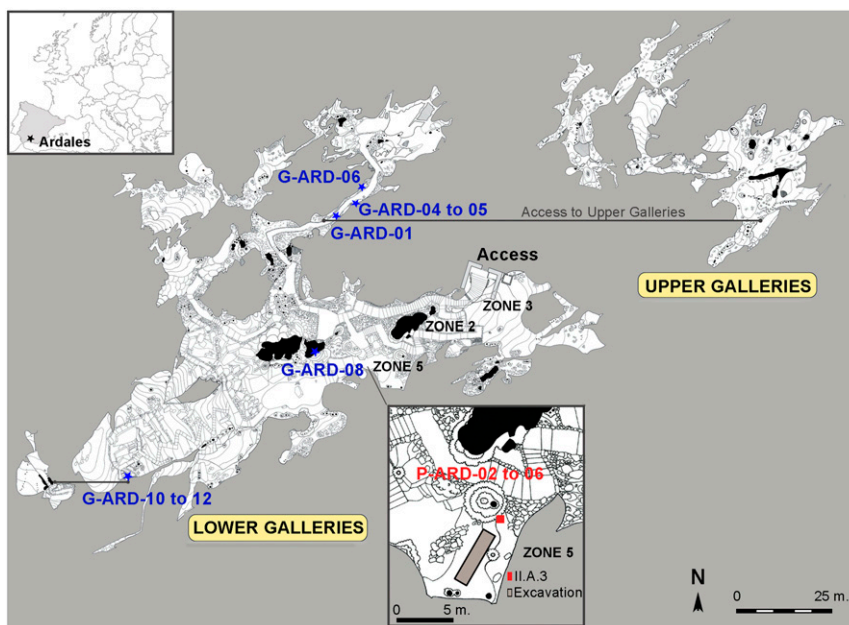 Ardales
G-ARD-06
G-ARD-04 to 05
G-ARD-01
Access to Upper Galleries
Access
UPPER GALLERIES
ZONE 3
ZONE 2
ZONE 5
G-ARD-08
G-ARD-10 to 12
LOWER GALLERIES
P-ARD-02 to 06
ZONE 5
II.A.3
Excavation
0 5 m.
N
0 25 m.